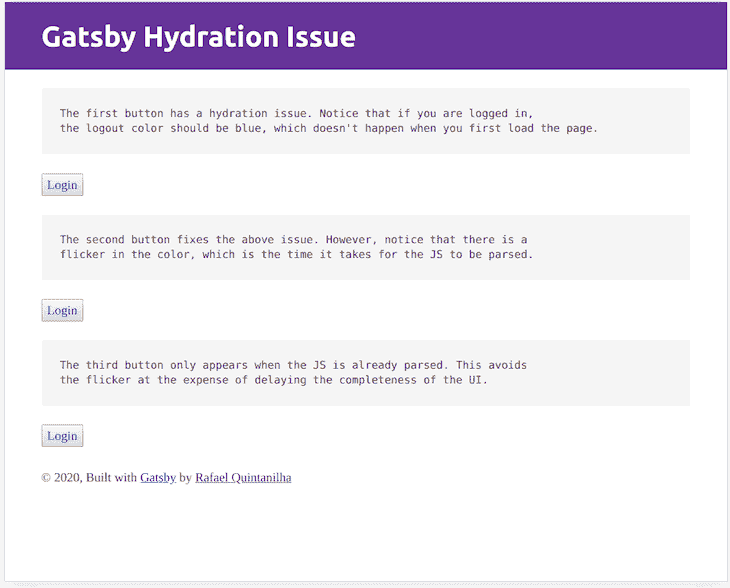 Gatsby Hydration Issue
The first button has a hydration issue. Notice that if you are logged in,
the logout color should be blue, which doesn't happen when you first load the page.
Login
The second button fixes the above issue. However, notice that there is a
flicker in the color, which is the time it takes for the JS to be parsed.
Login
The third button only appears when the JS is already parsed. This avoids
the flicker at the expense of delaying the completeness of the UI.
Login
© 2020, Built with Gatsby by Rafael Quintanilha